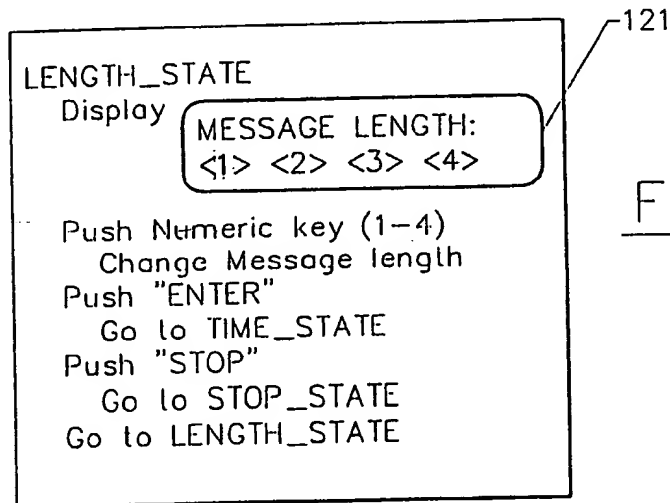 121
LENGTH_STATE
Display
MESSAGE LENGTH:
<1> <2> <3> <4>
F
Push Numeric key (1-4)
Change Message length
Push "ENTER"
Go to TIME_STATE
Push "STOP"
Go to STOP_STATE
Go to LENGTH_STATE